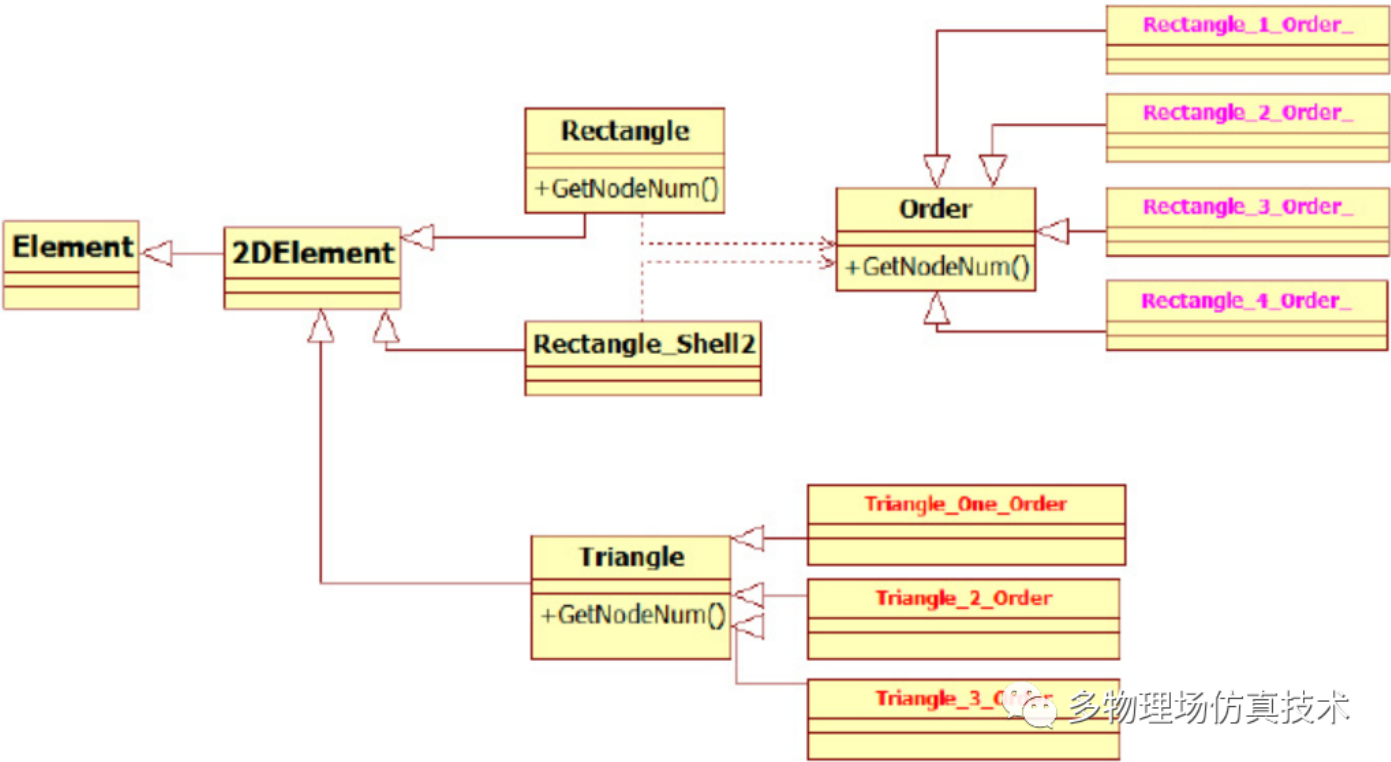 Rectangle_1_Order_
Rectangle_2_Order_
Rectangle
+GetNodeNum()
Rectangle_3_Order_
Order
+GetNodeNum()
Element
2DElement
Rectangle_4_Order_
Rectangle_Shell2
Triangle_One_Order
Triangle
+GetNodeNum()
Triangle_2_Order
Triangle_3_Order
多物理场仿真技术